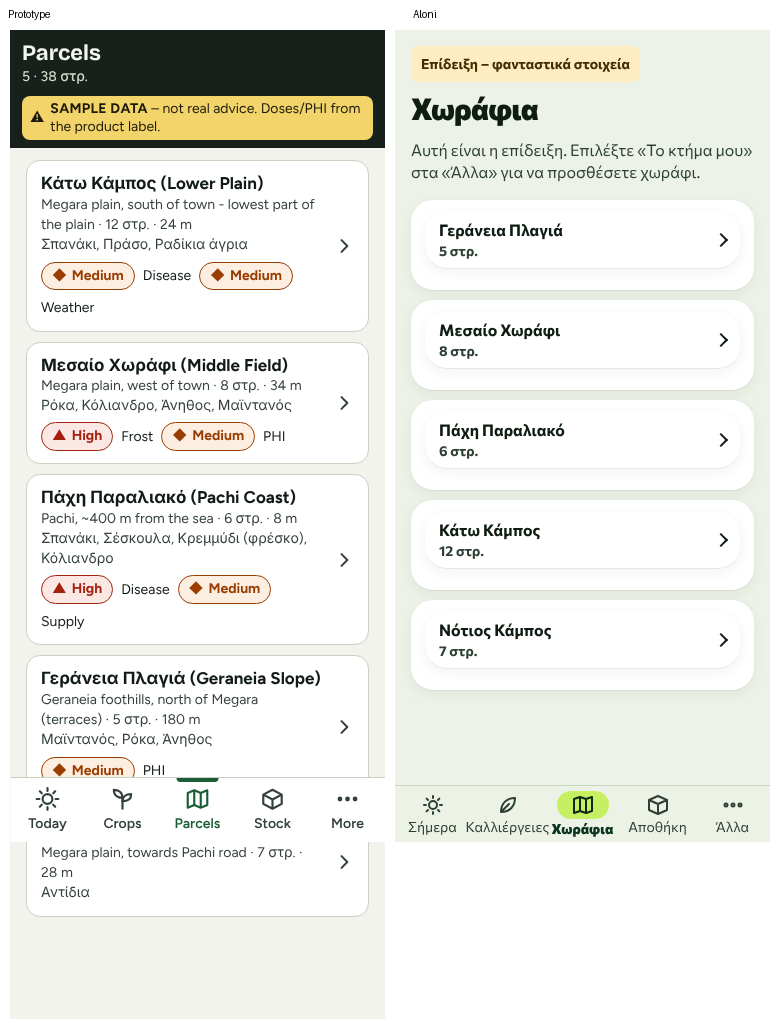 Prototype
Parcels
5 · 38 στρ.
SAMPLE DATA – not real advice. Doses/PHI from
the product label.
Κάτω Κάμπος (Lower Plain)
Megara plain, south of town - lowest part of
the plain · 12 στρ. · 24 m
Σπανάκι, Πράσο, Ραδίκια άγρια
Medium Disease Medium
Weather
Μεσαίο Χωράφι (Middle Field)
Megara plain, west of town · 8 στρ. · 34 m
Ρόκα, Κόλιανδρο, Άνηθος, Μαϊντανός
High Frost Medium PHI
Πάχη Παραλιακό (Pachi Coast)
Pachi, ~400 m from the sea · 6 στρ. · 8 m
Σπανάκι, Σέσκουλα, Κρεμμύδι (φρέσκο),
Κόλιανδρο
High Disease Medium
Supply
Γεράνεια Πλαγιά (Geraneia Slope)
Geraneia foothills, north of Megara
(terraces) · 5 στρ. · 180 m
Μαϊντανός, Ρόκα, Άνηθος
Medium PHI
Today Crops Parcels Stock More
Megara plain, towards Pachi road · 7 στρ. ·
28 m
Αντίδια
Aloni
Επίδειξη – φανταστικά στοιχεία
Χωράφια
Αυτή είναι η επίδειξη. Επιλέξτε «Το κτήμα μου»
στα «Άλλα» για να προσθέσετε χωράφι.
Γεράνεια Πλαγιά
5 στρ.
Μεσαίο Χωράφι
8 στρ.
Πάχη Παραλιακό
6 στρ.
Κάτω Κάμπος
12 στρ.
Νότιος Κάμπος
7 στρ.
Σήμερα Καλλιέργειες Χωράφια Αποθήκη Άλλα